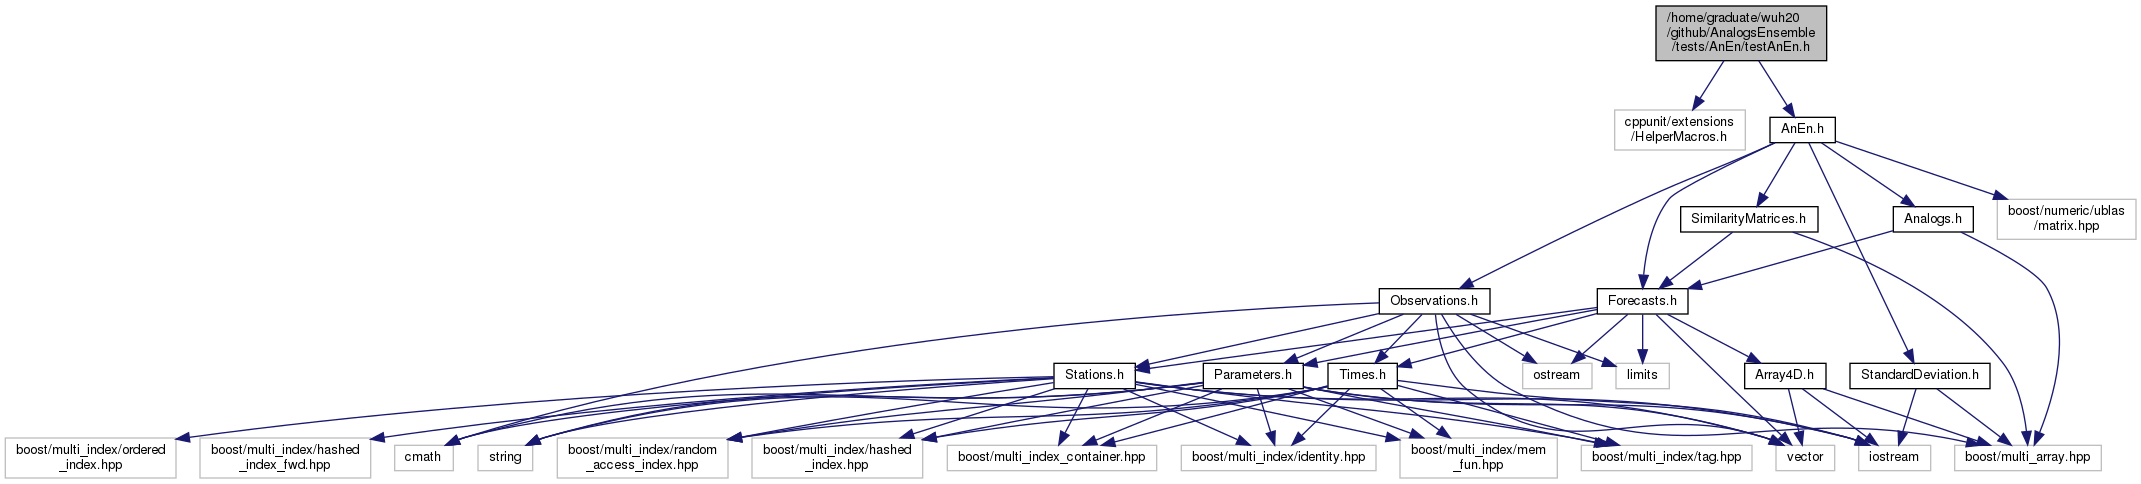 /home/graduate/wuh20
/github/AnalogsEnsemble
/tests/AnEn/testAnEn.h
cppunit/extensions
/HelperMacros.h
AnEn.h
SimilarityMatrices.h
Analogs.h
boost/numeric/ublas
/matrix.hpp
Observations.h
Forecasts.h
Stations.h
Parameters.h
Times.h
ostream
limits
Array4D.h
StandardDeviation.h
boost/multi_index/ordered
_index.hpp
boost/multi_index/hashed
_index_fwd.hpp
cmath
string
boost/multi_index/random
_access_index.hpp
boost/multi_index/hashed
_index.hpp
boost/multi_index_container.hpp
boost/multi_index/identity.hpp
boost/multi_index/mem
_fun.hpp
boost/multi_index/tag.hpp
vector
iostream
boost/multi_array.hpp